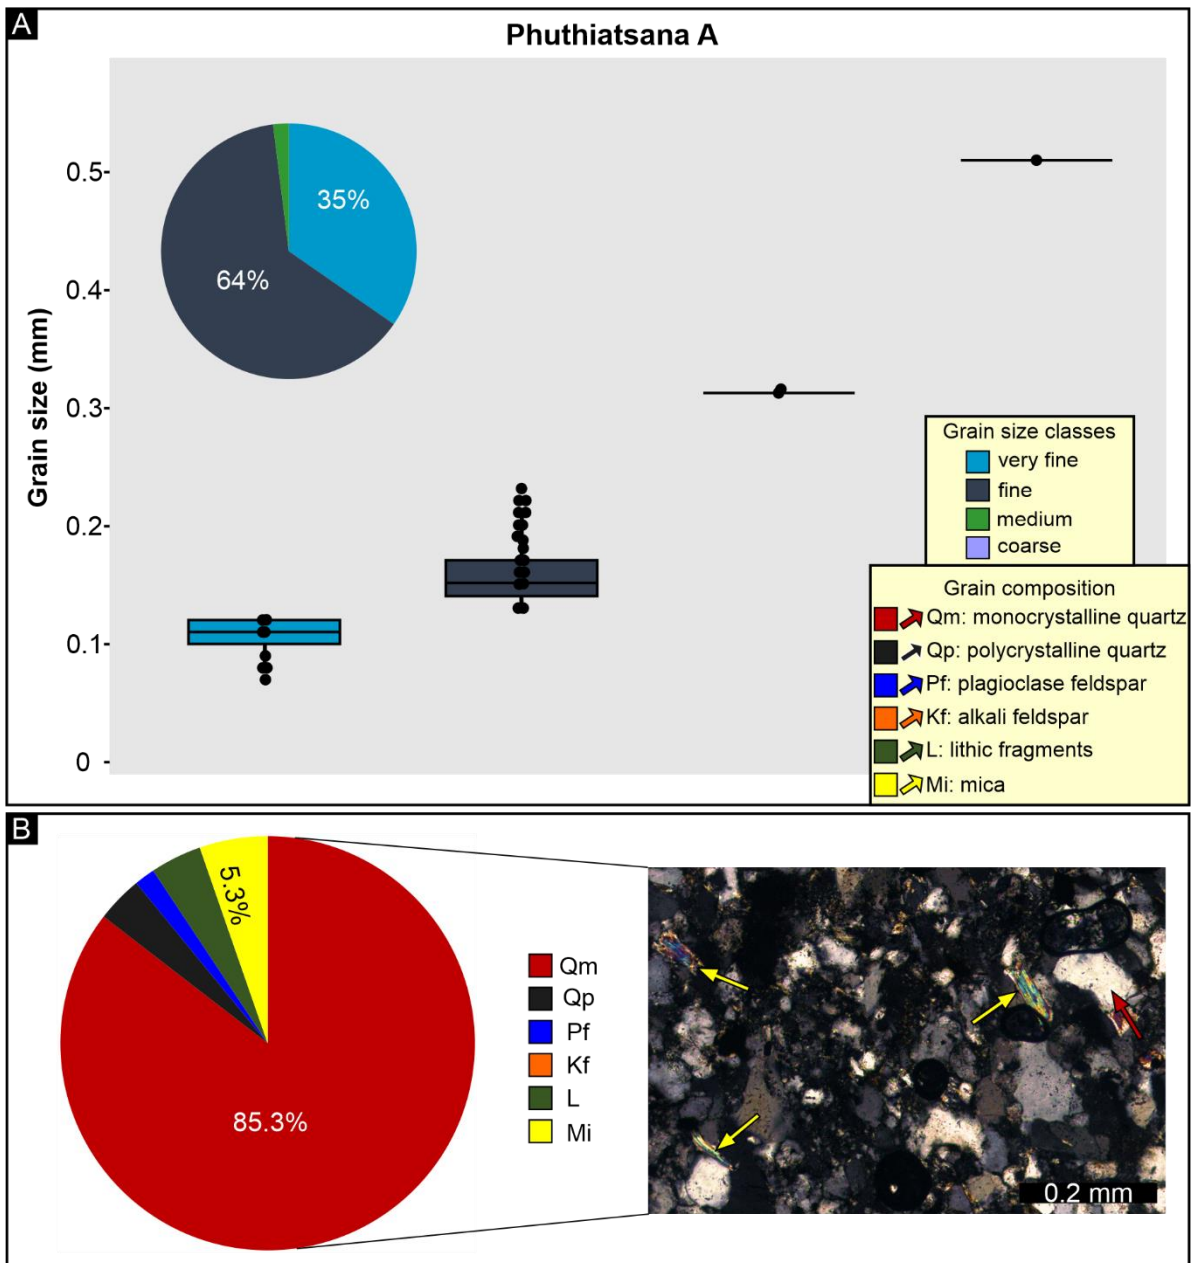 A
Phuthiatsana A
Grain size (mm)
0.5
0.4
0.3
0.2
0.1
0
35%
64%
Grain size classes
very fine
fine
medium
coarse
Grain composition
Qm: monocrystalline quartz
Qp: polycrystalline quartz
Pf: plagioclase feldspar
Kf: alkali feldspar
L: lithic fragments
Mi: mica
B
5.3%
85.3%
Qm
Qp
Pf
Kf
L
Mi
0.2 mm